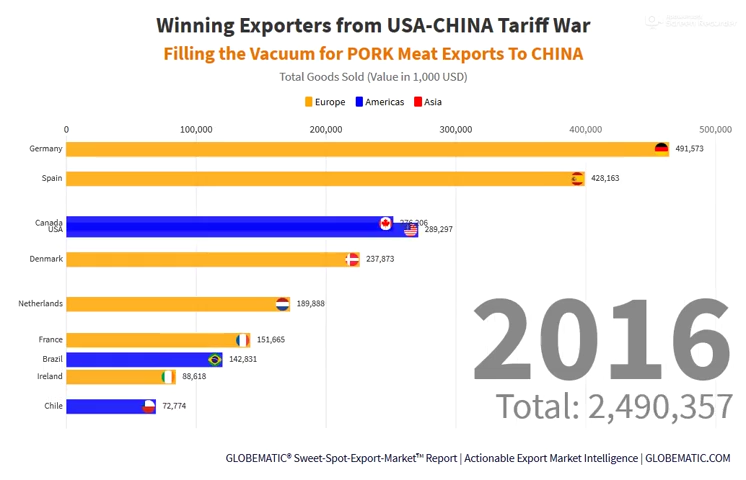 Winning Exporters from USA-CHINA Tariff War
Filling the Vacuum for PORK Meat Exports To CHINA
Total Goods Sold (Value in 1,000 USD)
Europe Americas Asia
0 100,000 200,000 300,000 400,000 500,000
Germany 491,573
Spain 428,163
Canada
USA 289,297
Denmark 237,873
Netherlands 189,888
France 151,665
Brazil 142,831
Ireland 88,618
Chile 72,774
2016
Total: 2,490,357
GLOBEMATIC® Sweet-Spot-Export-Market™ Report | Actionable Export Market Intelligence | GLOBEMATIC.COM